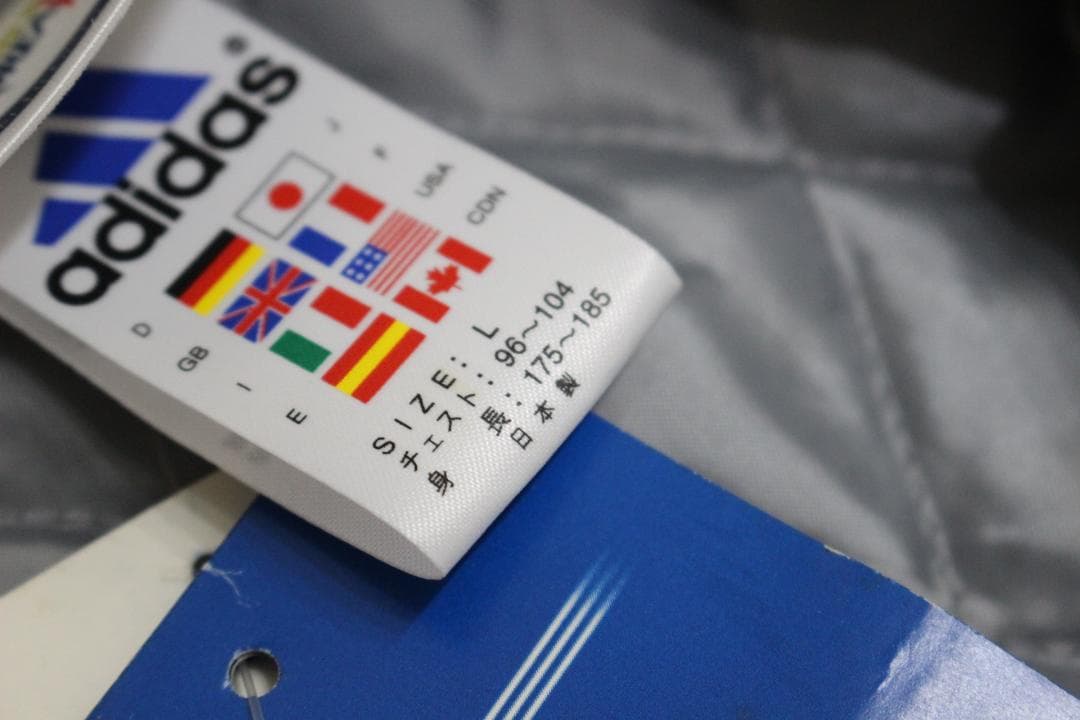 adidas®
J
F
USA
CDN
D
GB
I
E
SIZE: L
チェスト: 96～104
身長: 175～185
日本製